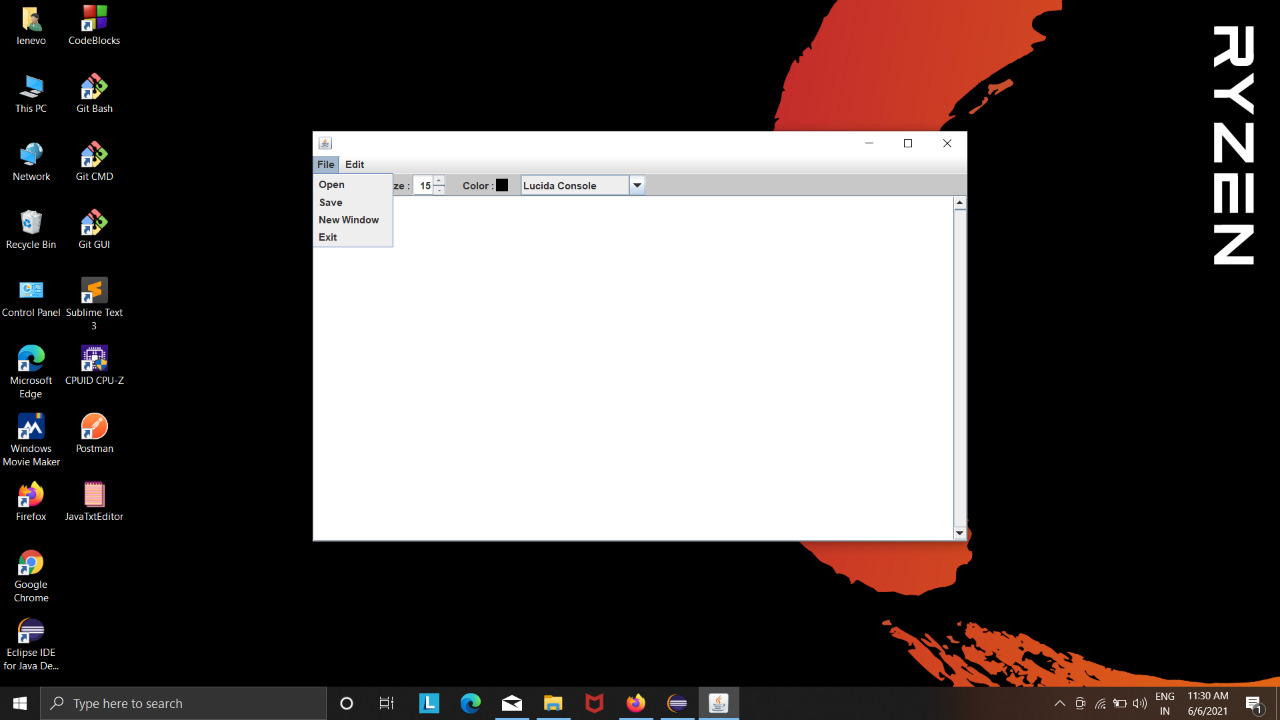 lenevo
CodeBlocks
This PC
Git Bash
Network
Git CMD
Recycle Bin
Git GUI
Control Panel
Sublime Text
3
Microsoft
Edge
CPUID CPU-Z
Windows
Movie Maker
Postman
Firefox
JavaTxtEditor
Google
Chrome
Eclipse IDE
for Java De...
File Edit
ze : 15 Color : Lucida Console
Open
Save
New Window
Exit
RYZEN
Type here to search
L
ENG
IN
11:30 AM
6/6/2021
1